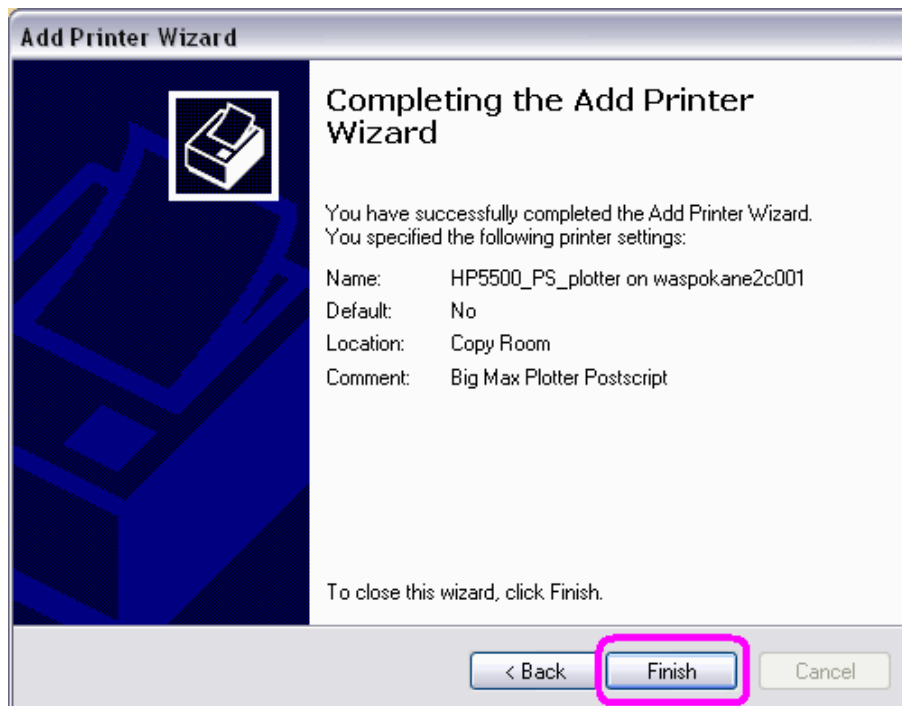 Add Printer Wizard
Completing the Add Printer
Wizard
You have successfully completed the Add Printer Wizard.
You specified the following printer settings:
Name: HP5500_PS_plotter on waspokane2c001
Default: No
Location: Copy Room
Comment: Big Max Plotter Postscript
To close this wizard, click Finish.
< Back Finish Cancel